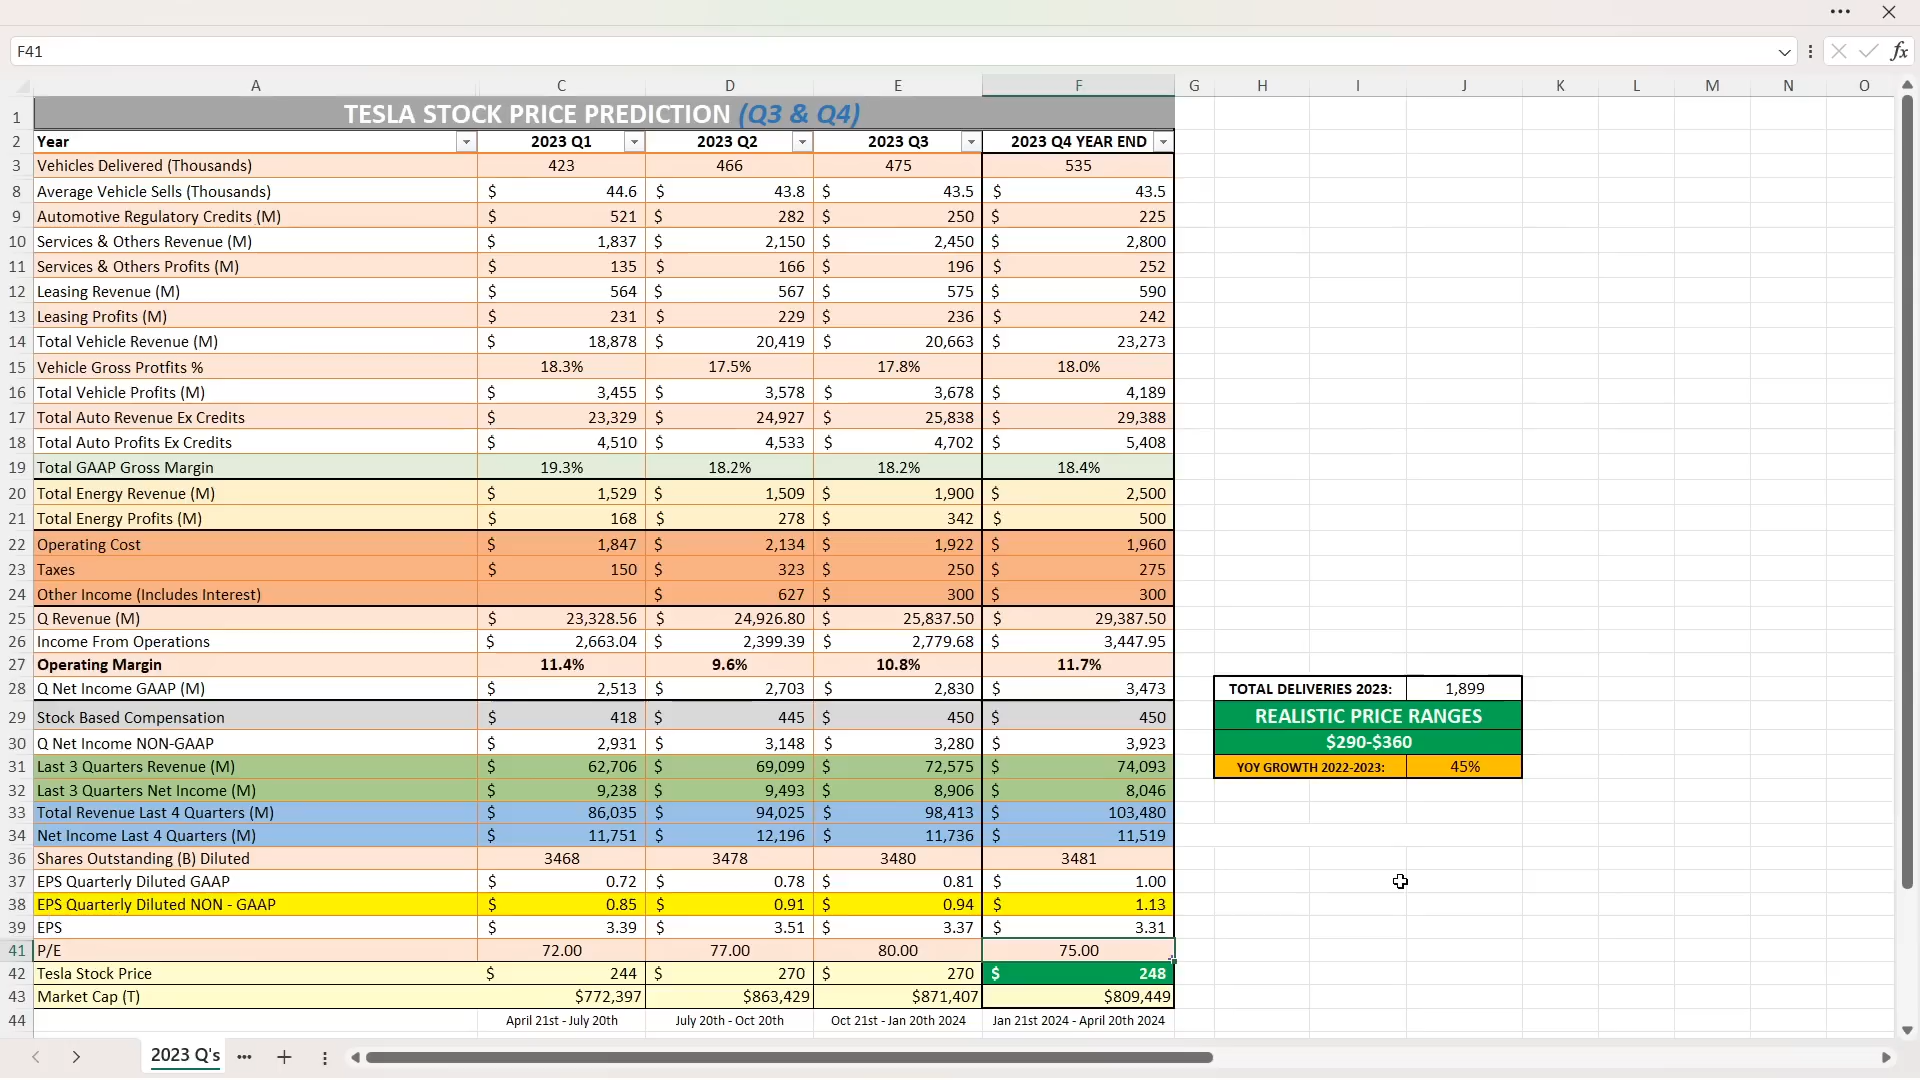 F41
fx
A C D E F G H I J K L M N O
1 TESLA STOCK PRICE PREDICTION (Q3 & Q4)
2 Year 2023 Q1 2023 Q2 2023 Q3 2023 Q4 YEAR END
3 Vehicles Delivered (Thousands) 423 466 475 535
8 Average Vehicle Sells (Thousands) $ 44.6 $ 43.8 $ 43.5 $ 43.5
9 Automotive Regulatory Credits (M) $ 521 $ 282 $ 250 $ 225
10 Services & Others Revenue (M) $ 1,837 $ 2,150 $ 2,450 $ 2,800
11 Services & Others Profits (M) $ 135 $ 166 $ 196 $ 252
12 Leasing Revenue (M) $ 564 $ 567 $ 575 $ 590
13 Leasing Profits (M) $ 231 $ 229 $ 236 $ 242
14 Total Vehicle Revenue (M) $ 18,878 $ 20,419 $ 20,663 $ 23,273
15 Vehicle Gross Protfits % 18.3% 17.5% 17.8% 18.0%
16 Total Vehicle Profits (M) $ 3,455 $ 3,578 $ 3,678 $ 4,189
17 Total Auto Revenue Ex Credits $ 23,329 $ 24,927 $ 25,838 $ 29,388
18 Total Auto Profits Ex Credits $ 4,510 $ 4,533 $ 4,702 $ 5,408
19 Total GAAP Gross Margin 19.3% 18.2% 18.2% 18.4%
20 Total Energy Revenue (M) $ 1,529 $ 1,509 $ 1,900 $ 2,500
21 Total Energy Profits (M) $ 168 $ 278 $ 342 $ 500
22 Operating Cost $ 1,847 $ 2,134 $ 1,922 $ 1,960
23 Taxes $ 150 $ 323 $ 250 $ 275
24 Other Income (Includes Interest) $ 627 $ 300 $ 300
25 Q Revenue (M) $ 23,328.56 $ 24,926.80 $ 25,837.50 $ 29,387.50
26 Income From Operations $ 2,663.04 $ 2,399.39 $ 2,779.68 $ 3,447.95
27 Operating Margin 11.4% 9.6% 10.8% 11.7%
28 Q Net Income GAAP (M) $ 2,513 $ 2,703 $ 2,830 $ 3,473 TOTAL DELIVERIES 2023: 1,899
29 Stock Based Compensation $ 418 $ 445 $ 450 $ 450 REALISTIC PRICE RANGES
30 Q Net Income NON-GAAP $ 2,931 $ 3,148 $ 3,280 $ 3,923 $290-$360
31 Last 3 Quarters Revenue (M) $ 62,706 $ 69,099 $ 72,575 $ 74,093 YOY GROWTH 2022-2023: 45%
32 Last 3 Quarters Net Income (M) $ 9,238 $ 9,493 $ 8,906 $ 8,046
33 Total Revenue Last 4 Quarters (M) $ 86,035 $ 94,025 $ 98,413 $ 103,480
34 Net Income Last 4 Quarters (M) $ 11,751 $ 12,196 $ 11,736 $ 11,519
36 Shares Outstanding (B) Diluted 3468 3478 3480 3481
37 EPS Quarterly Diluted GAAP $ 0.72 $ 0.78 $ 0.81 $ 1.00
38 EPS Quarterly Diluted NON - GAAP $ 0.85 $ 0.91 $ 0.94 $ 1.13
39 EPS $ 3.39 $ 3.51 $ 3.37 $ 3.31
41 P/E 72.00 77.00 80.00 75.00
42 Tesla Stock Price $ 244 $ 270 $ 270 $ 248
43 Market Cap (T) $772,397 $863,429 $871,407 $809,449
44 April 21st - July 20th July 20th - Oct 20th Oct 21st - Jan 20th 2024 Jan 21st 2024 - April 20th 2024
2023 Q's